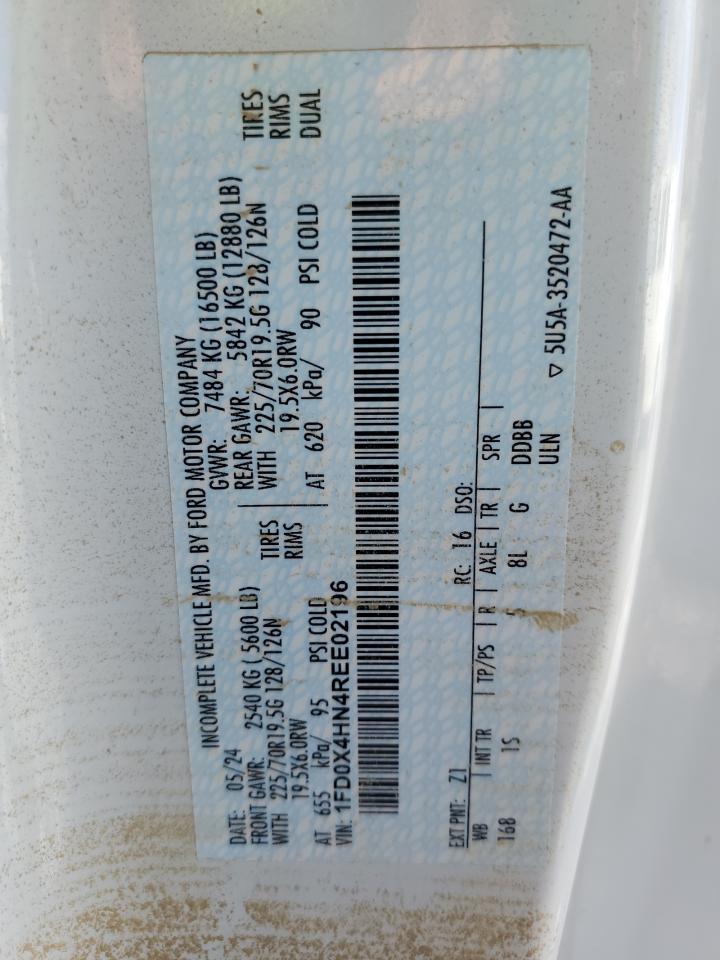 INCOMPLETE VEHICLE MFD. BY FORD MOTOR COMPANY
DATE: 05/24 GVWR: 7484 KG (16500 LB)
FRONT GAWR: 2540 KG ( 5600 LB) REAR GAWR: 5842 KG (12880 LB)
WITH 225/70R19.5G 128/126N TIRES WITH 225/70R19.5G 128/126N TIRES
19.5X6.0RW RIMS 19.5X6.0RW RIMS
AT 655 kPa/ 95 PSI COLD AT 620 kPa/ 90 PSI COLD DUAL
VIN: 1FD0X4HN4REE02196
EXT PNT: Z1 RC: 16 DSO:
WB INT TR TP/PS R AXLE TR SPR
168 1S 5 8L G DDBB
ULN
▽ 5U5A-3520472-AA